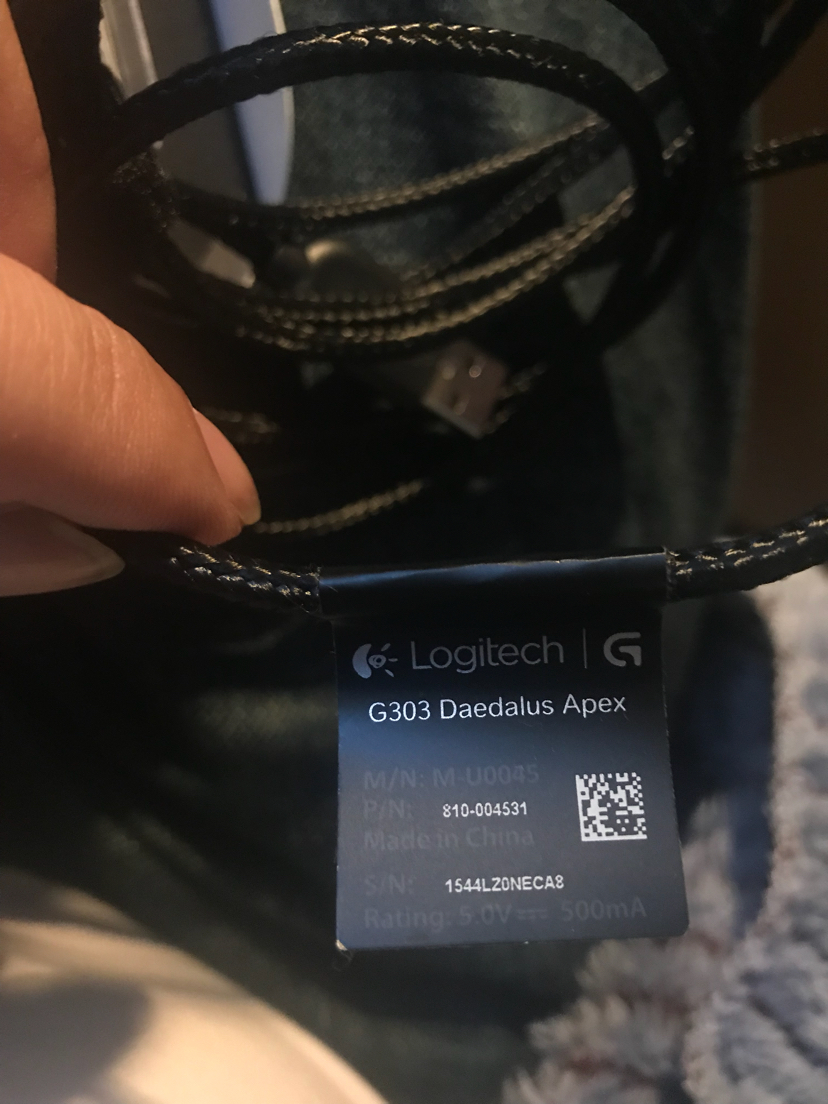 Logitech | G
G303 Daedalus Apex
M/N: M-U0045
P/N: 810-004531
Made in China
S/N: 1544LZ0NECA8
Rating: 5.0V⎓ 500mA